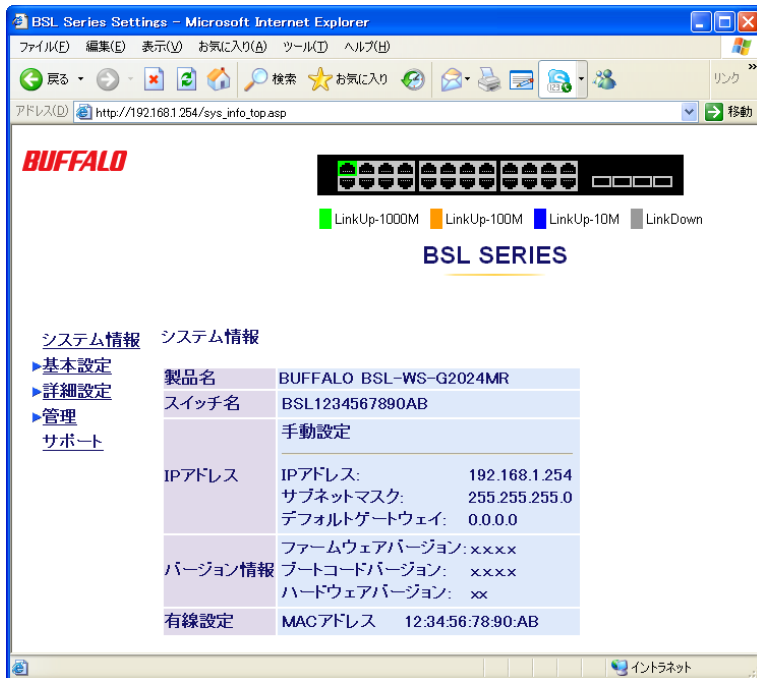 BSL Series Settings - Microsoft Internet Explorer
ファイル(F) 編集(E) 表示(V) お気に入り(A) ツール(T) ヘルプ(H)
戻る 検索 お気に入り リンク »
アドレス(D) http://192.168.1.254/sys_info_top.asp 移動
BUFFALO
LinkUp-1000M LinkUp-100M LinkUp-10M LinkDown
BSL SERIES
システム情報
基本設定
詳細設定
管理
サポート
システム情報
製品名 BUFFALO BSL-WS-G2024MR
スイッチ名 BSL1234567890AB
IPアドレス 手動設定
IPアドレス: 192.168.1.254
サブネットマスク: 255.255.255.0
デフォルトゲートウェイ: 0.0.0.0
バージョン情報 ファームウェアバージョン: x.x.x.x
ブートコードバージョン: x.x.x.x
ハードウェアバージョン: xx
有線設定 MACアドレス 12:34:56:78:90:AB
イントラネット